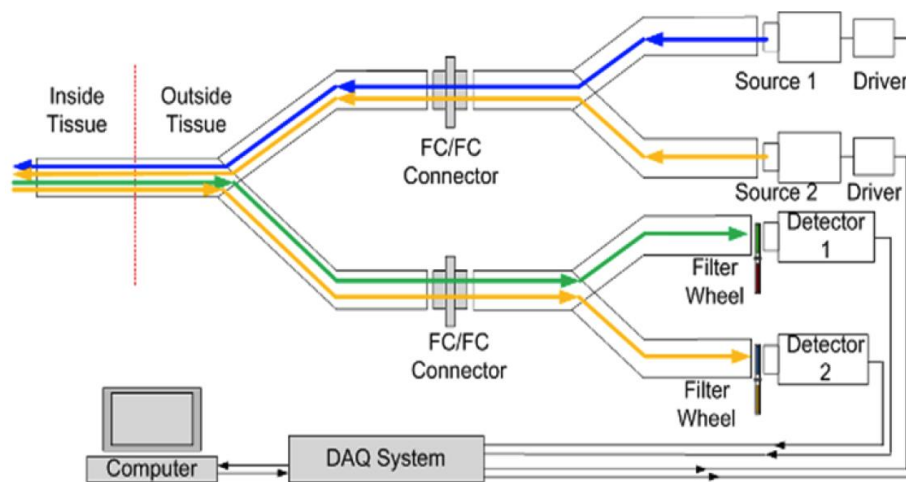 Inside
Tissue
Outside
Tissue
FC/FC
Connector
Source 1
Driver
Source 2
Driver
FC/FC
Connector
Filter
Wheel
Detector
1
Filter
Wheel
Detector
2
Computer
DAQ System